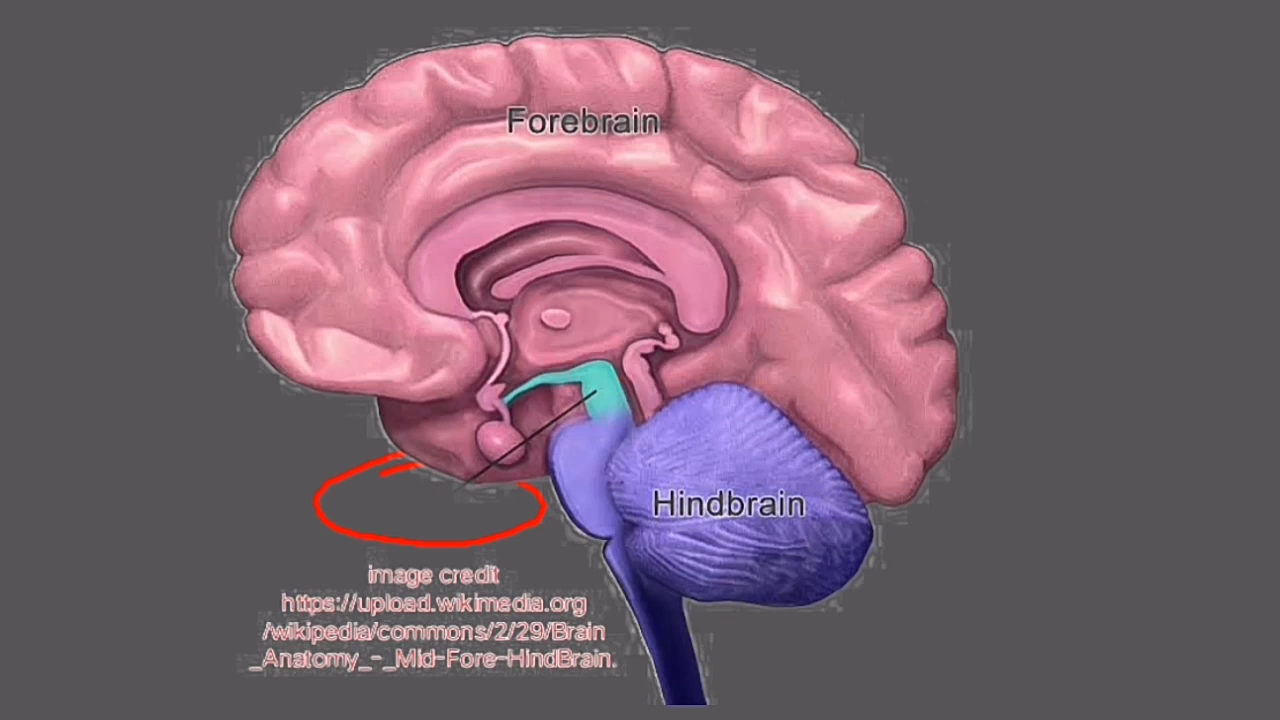 Forebrain
Hindbrain
image credit
https://upload.wikimedia.org
/wikipedia/commons/2/29/Brain
_Anatomy_-_Mid-Fore-HindBrain.